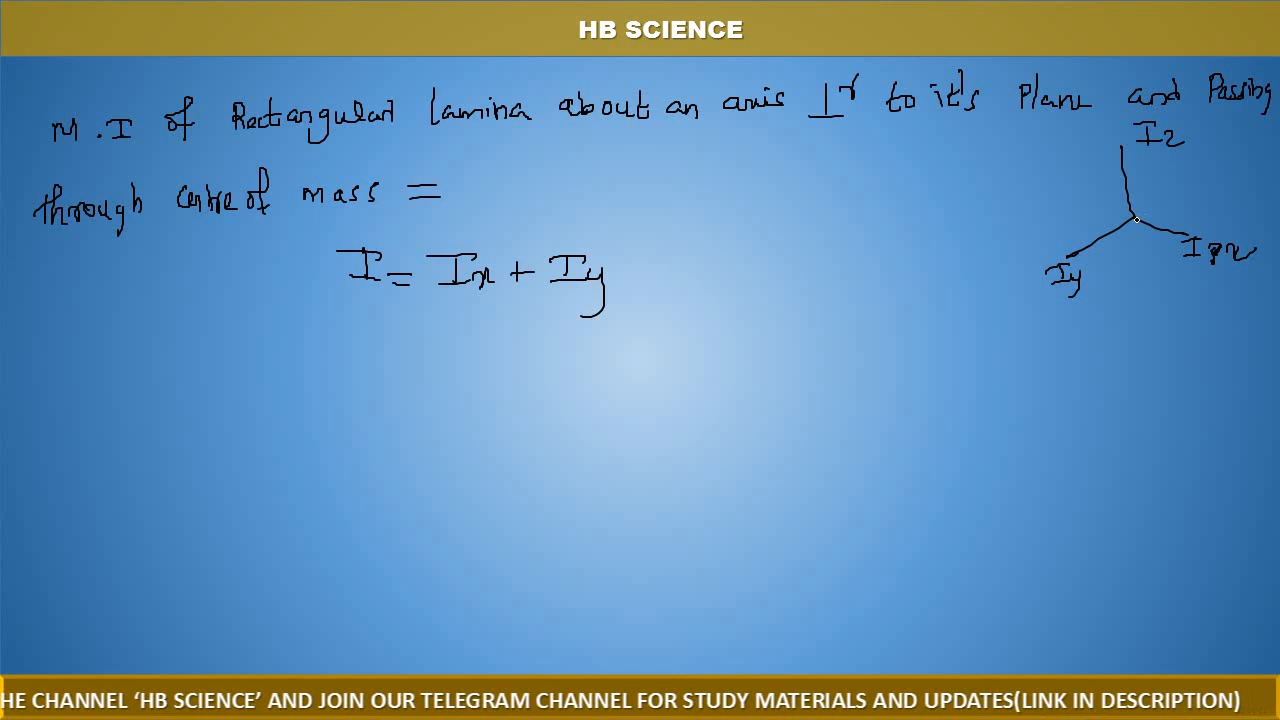 HB SCIENCE
M.I of Rectangular lamina about an axis ⊥r to it's Plane and Passing
Iz
through centre of mass =
Ix
I = Ix + Iy
Iy
HE CHANNEL ‘HB SCIENCE’ AND JOIN OUR TELEGRAM CHANNEL FOR STUDY MATERIALS AND UPDATES(LINK IN DESCRIPTION)